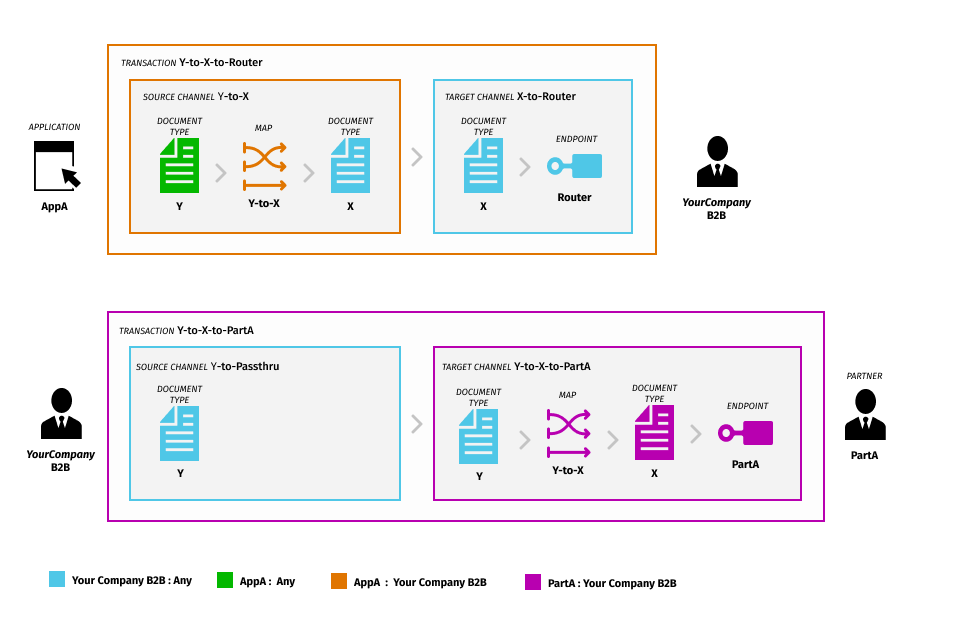 TRANSACTION Y-to-X-to-Router
SOURCE CHANNEL Y-to-X
TARGET CHANNEL X-to-Router
APPLICATION
AppA
DOCUMENT
TYPE
Y
MAP
Y-to-X
DOCUMENT
TYPE
X
DOCUMENT
TYPE
X
ENDPOINT
Router
YourCompany
B2B
TRANSACTION Y-to-X-to-PartA
SOURCE CHANNEL Y-to-Passthru
TARGET CHANNEL Y-to-X-to-PartA
YourCompany
B2B
DOCUMENT
TYPE
Y
DOCUMENT
TYPE
Y
MAP
Y-to-X
DOCUMENT
TYPE
X
ENDPOINT
PartA
PARTNER
PartA
Your Company B2B : Any
AppA : Any
AppA : Your Company B2B
PartA : Your Company B2B